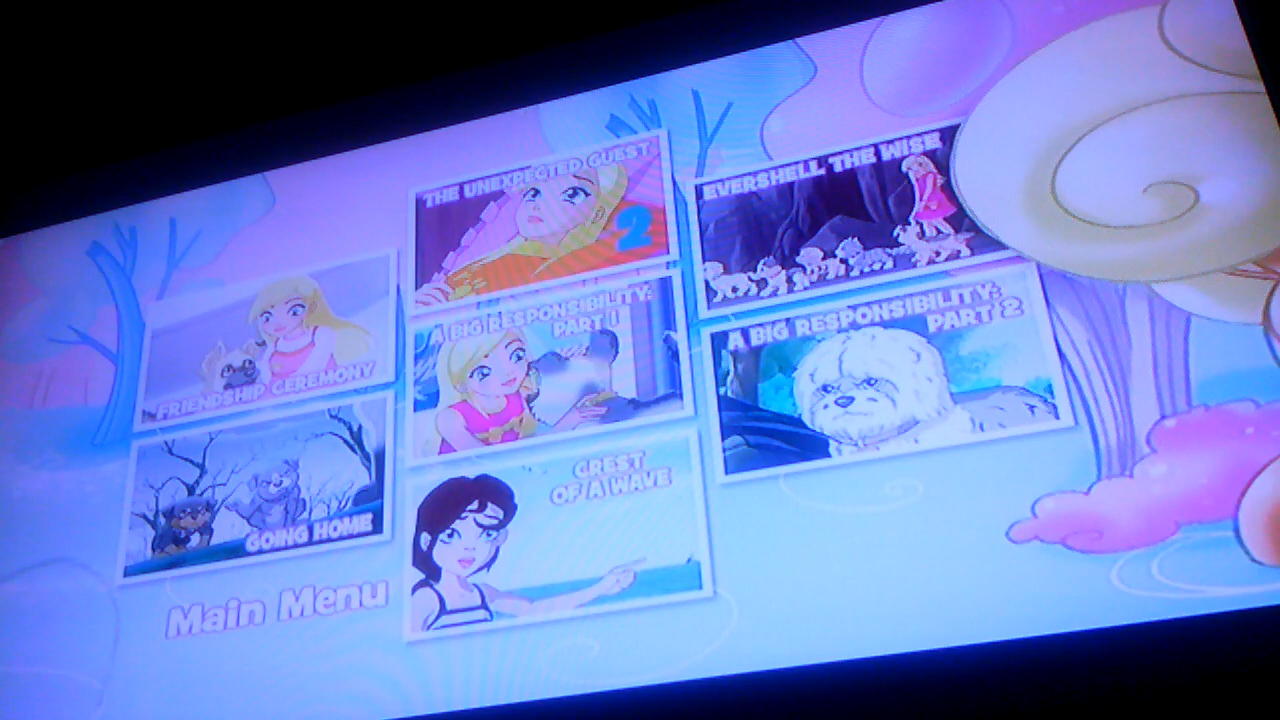 THE UNEXPECTED GUEST
2
EVERSHELL THE WISE
FRIENDSHIP CEREMONY
A BIG RESPONSIBILITY:
PART 1
A BIG RESPONSIBILITY:
PART 2
GOING HOME
CREST
OF A WAVE
Main Menu